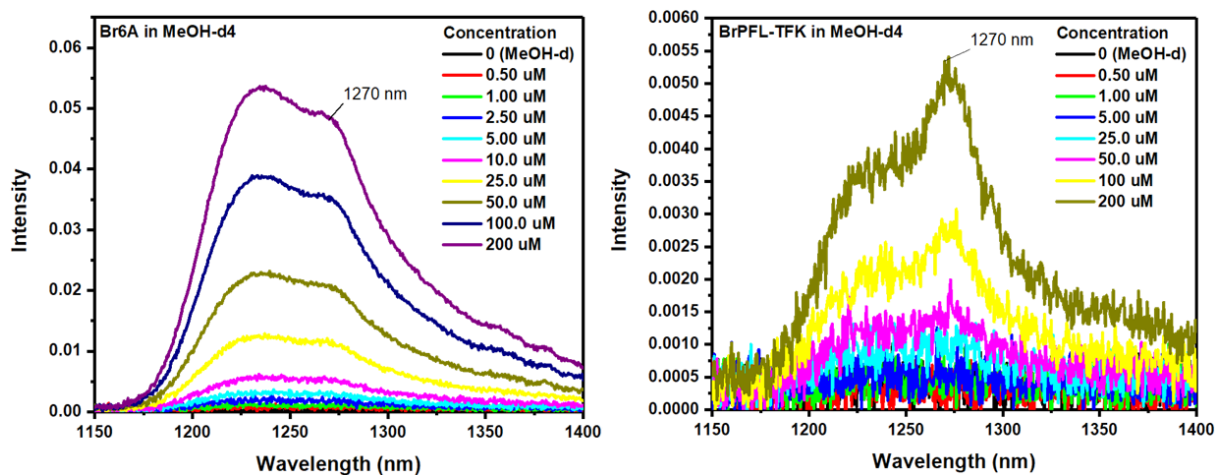 Br6A in MeOH-d4
Concentration
0 (MeOH-d)
0.50 uM
1.00 uM
2.50 uM
5.00 uM
10.0 uM
25.0 uM
50.0 uM
100.0 uM
200 uM
1270 nm
0.06
0.05
0.04
0.03
0.02
0.01
0.00
Intensity
1150 1200 1250 1300 1350 1400
Wavelength (nm)
BrPFL-TFK in MeOH-d4
Concentration
0 (MeOH-d)
0.50 uM
1.00 uM
5.00 uM
25.0 uM
50.0 uM
100 uM
200 uM
1270 nm
0.0060
0.0055
0.0050
0.0045
0.0040
0.0035
0.0030
0.0025
0.0020
0.0015
0.0010
0.0005
0.0000
Intensity
1150 1200 1250 1300 1350 1400
Wavelength (nm)